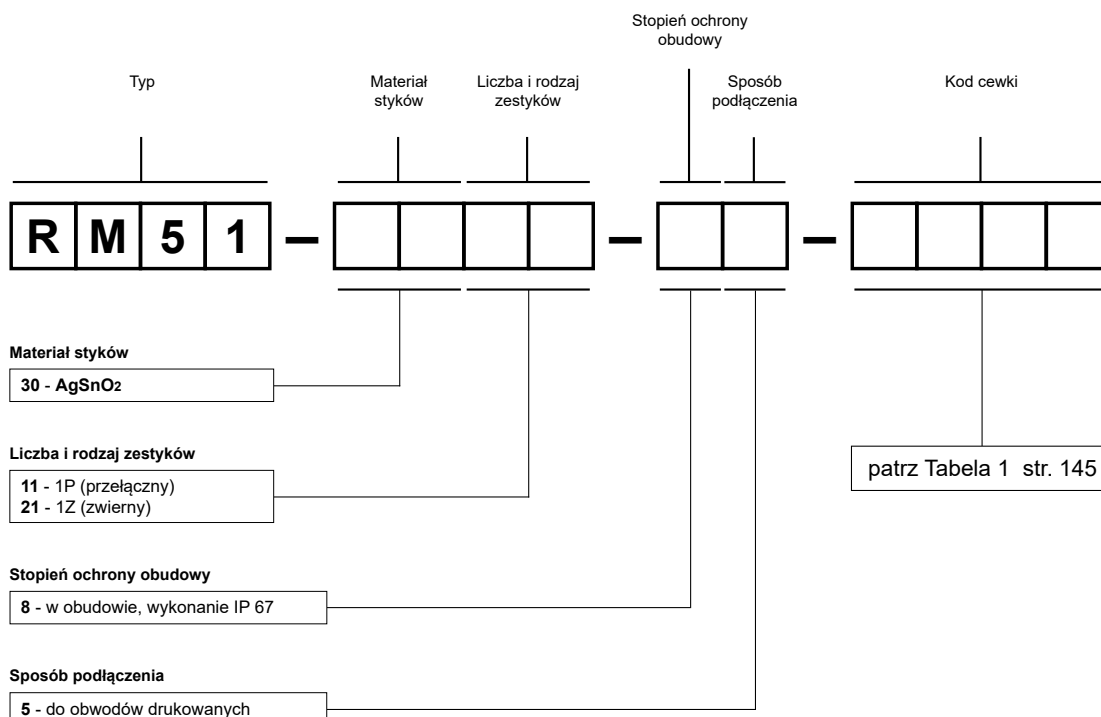 Stopień ochrony
obudowy
Typ
Materiał
styków
Liczba i rodzaj
zestyków
Sposób
podłączenia
Kod cewki
R M 5 1 – – –
Materiał styków
30 - AgSnO2
Liczba i rodzaj zestyków
11 - 1P (przełączny)
21 - 1Z (zwierny)
patrz Tabela 1 str. 145
Stopień ochrony obudowy
8 - w obudowie, wykonanie IP 67
Sposób podłączenia
5 - do obwodów drukowanych